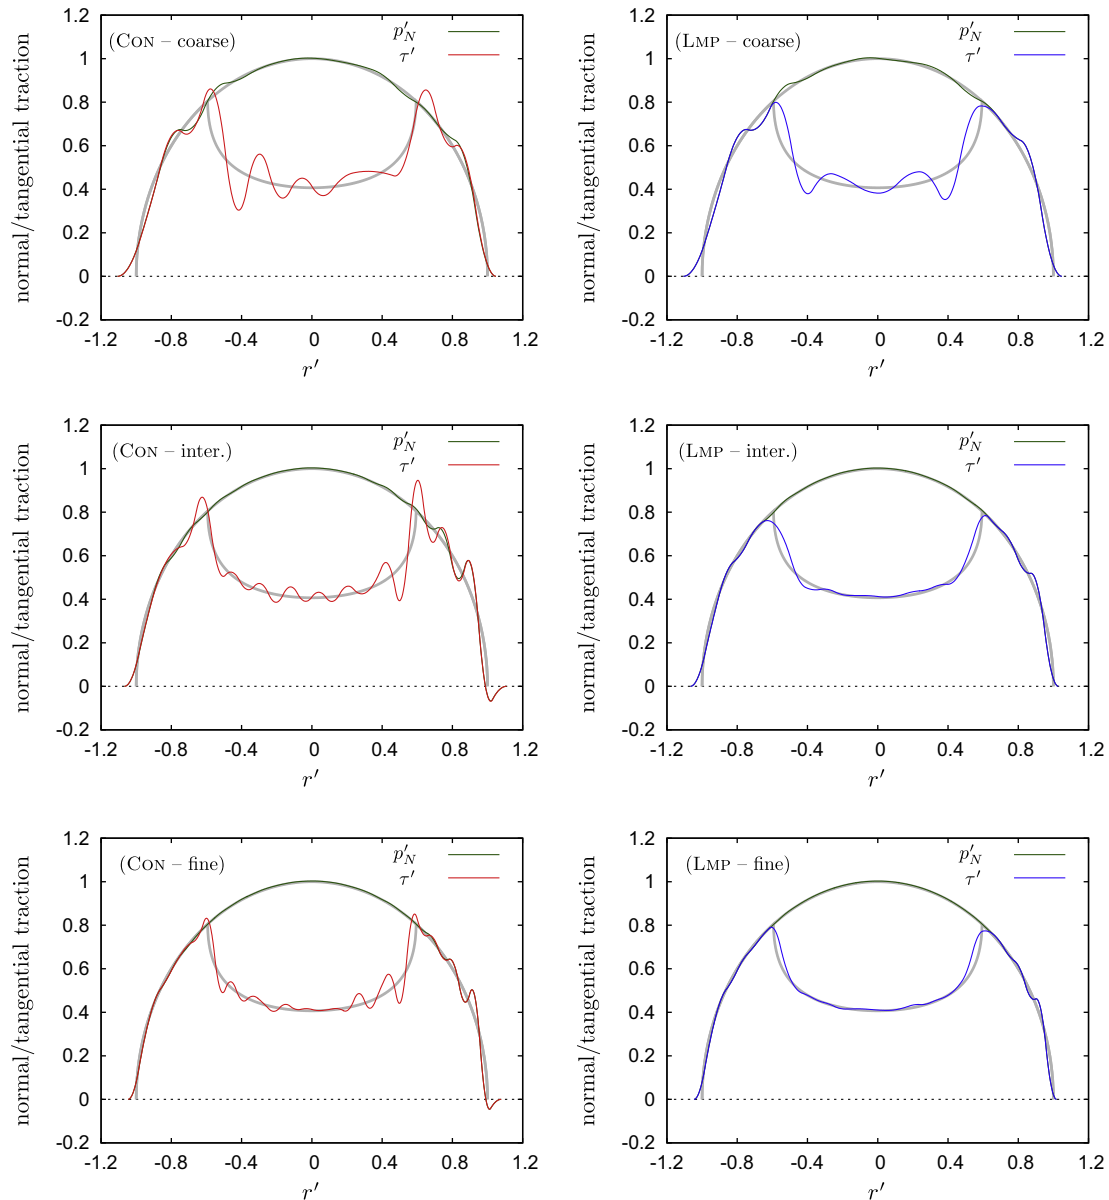 (CON – coarse)
p′N
τ′
normal/tangential traction
1.2
1
0.8
0.6
0.4
0.2
0
-0.2
-1.2 -0.8 -0.4 0 0.4 0.8 1.2
r′
(LMP – coarse)
p′N
τ′
normal/tangential traction
1.2
1
0.8
0.6
0.4
0.2
0
-0.2
-1.2 -0.8 -0.4 0 0.4 0.8 1.2
r′
(CON – inter.)
p′N
τ′
normal/tangential traction
1.2
1
0.8
0.6
0.4
0.2
0
-0.2
-1.2 -0.8 -0.4 0 0.4 0.8 1.2
r′
(LMP – inter.)
p′N
τ′
normal/tangential traction
1.2
1
0.8
0.6
0.4
0.2
0
-0.2
-1.2 -0.8 -0.4 0 0.4 0.8 1.2
r′
(CON – fine)
p′N
τ′
normal/tangential traction
1.2
1
0.8
0.6
0.4
0.2
0
-0.2
-1.2 -0.8 -0.4 0 0.4 0.8 1.2
r′
(LMP – fine)
p′N
τ′
normal/tangential traction
1.2
1
0.8
0.6
0.4
0.2
0
-0.2
-1.2 -0.8 -0.4 0 0.4 0.8 1.2
r′